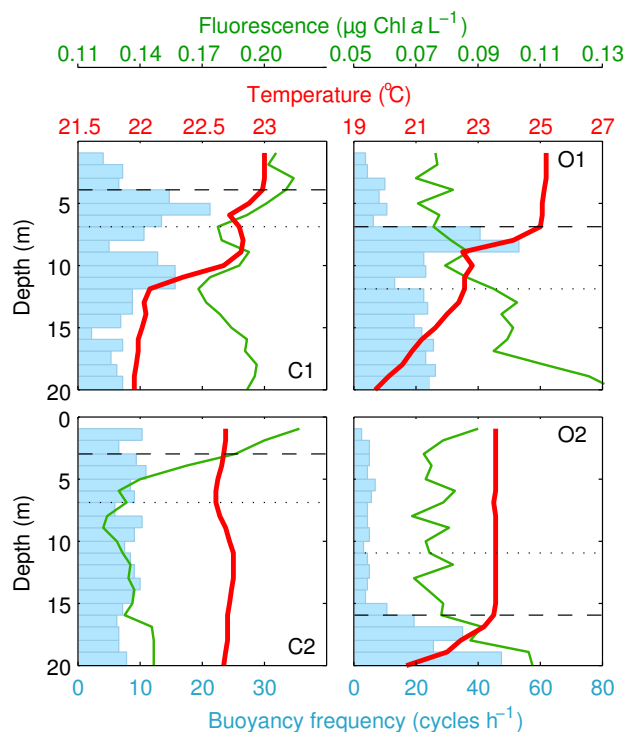 Fluorescence (µg Chl a L⁻¹)
0.11 0.14 0.17 0.20 0.05 0.07 0.09 0.11 0.13
Temperature (°C)
21.5 22 22.5 23 19 21 23 25 27
O1
5
10
15
20
Depth (m)
C1
0
5
10
15
20
Depth (m)
O2
C2
0 10 20 30 0 20 40 60 80
Buoyancy frequency (cycles h⁻¹)